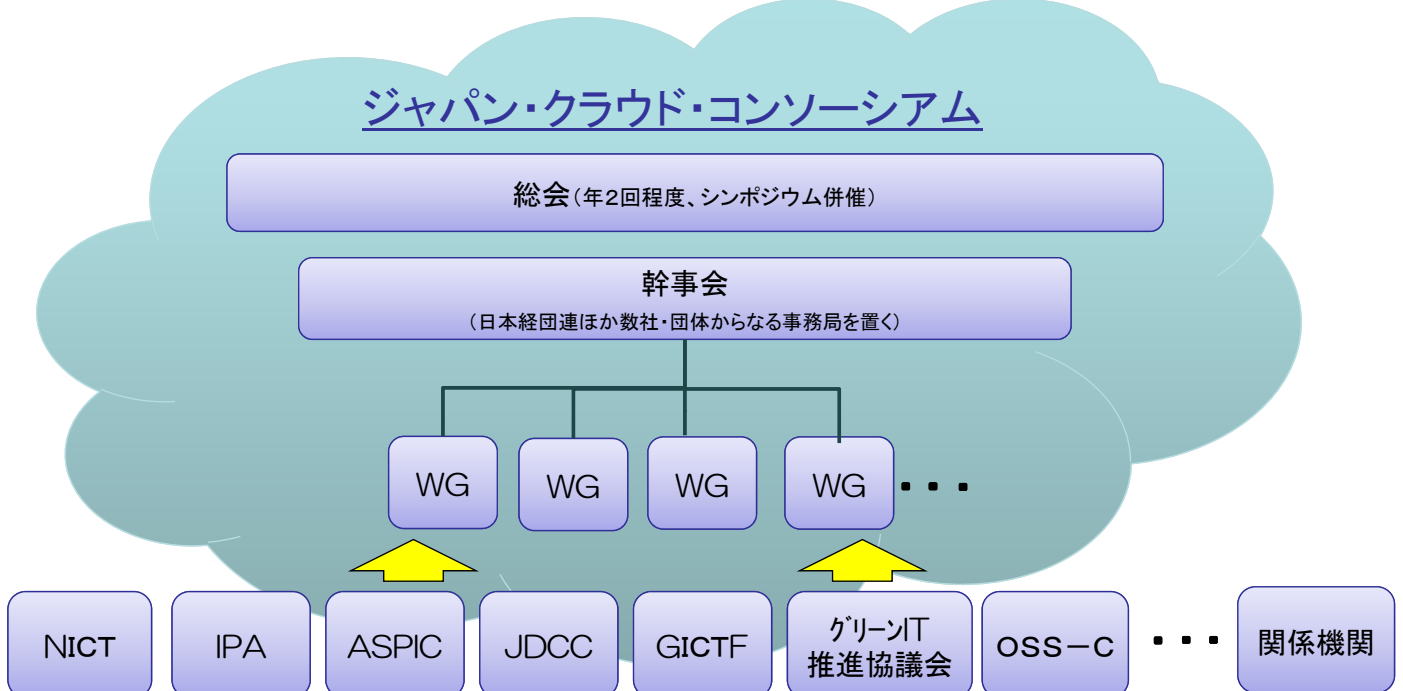 ジャパン・クラウド・コンソーシアム
総会(年2回程度、シンポジウム併催)
幹事会
(日本経団連ほか数社・団体からなる事務局を置く)
WG WG WG WG ・・・
NICT IPA ASPIC JDCC GICTF グリーンIT 推進協議会 OSS-C ・・・ 関係機関